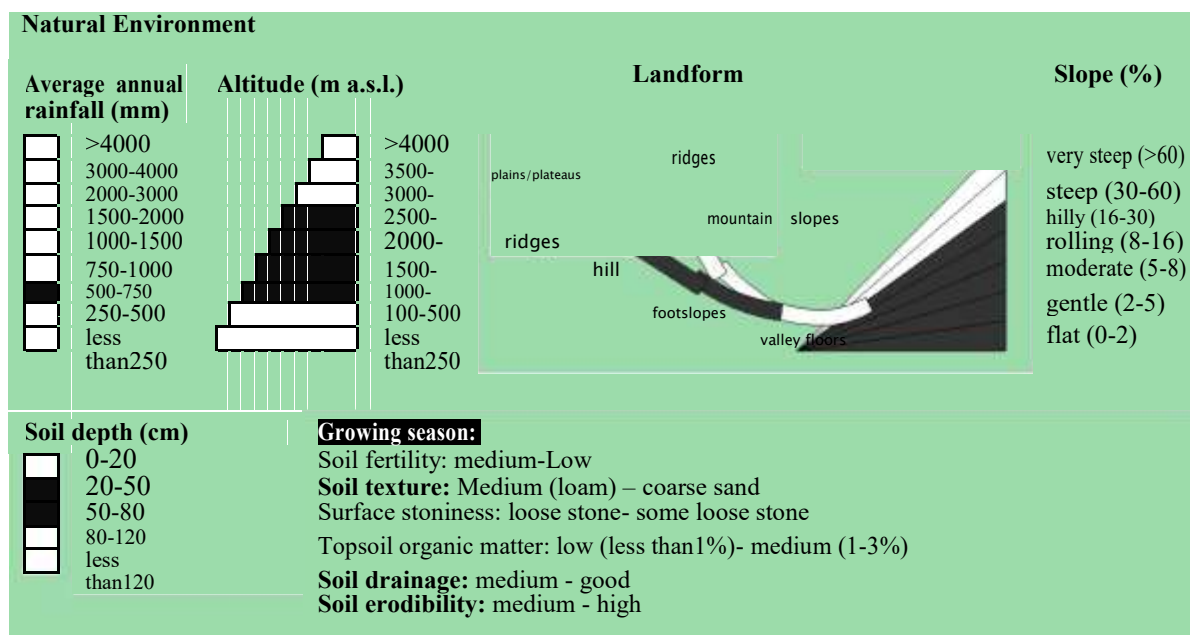 Natural Environment
Average annual
rainfall (mm)
>4000
3000-4000
2000-3000
1500-2000
1000-1500
750-1000
500-750
250-500
less
than250
Altitude (m a.s.l.)
>4000
3500-
3000-
2500-
2000-
1500-
1000-
100-500
less
than250
Landform
ridges
plains/plateaus
mountain slopes
ridges
hill
footslopes
valley floors
Slope (%)
very steep (>60)
steep (30-60)
hilly (16-30)
rolling (8-16)
moderate (5-8)
gentle (2-5)
flat (0-2)
Soil depth (cm)
0-20
20-50
50-80
80-120
less
than120
Growing season:
Soil fertility: medium-Low
Soil texture: Medium (loam) – coarse sand
Surface stoniness: loose stone- some loose stone
Topsoil organic matter: low (less than1%)- medium (1-3%)
Soil drainage: medium - good
Soil erodibility: medium - high